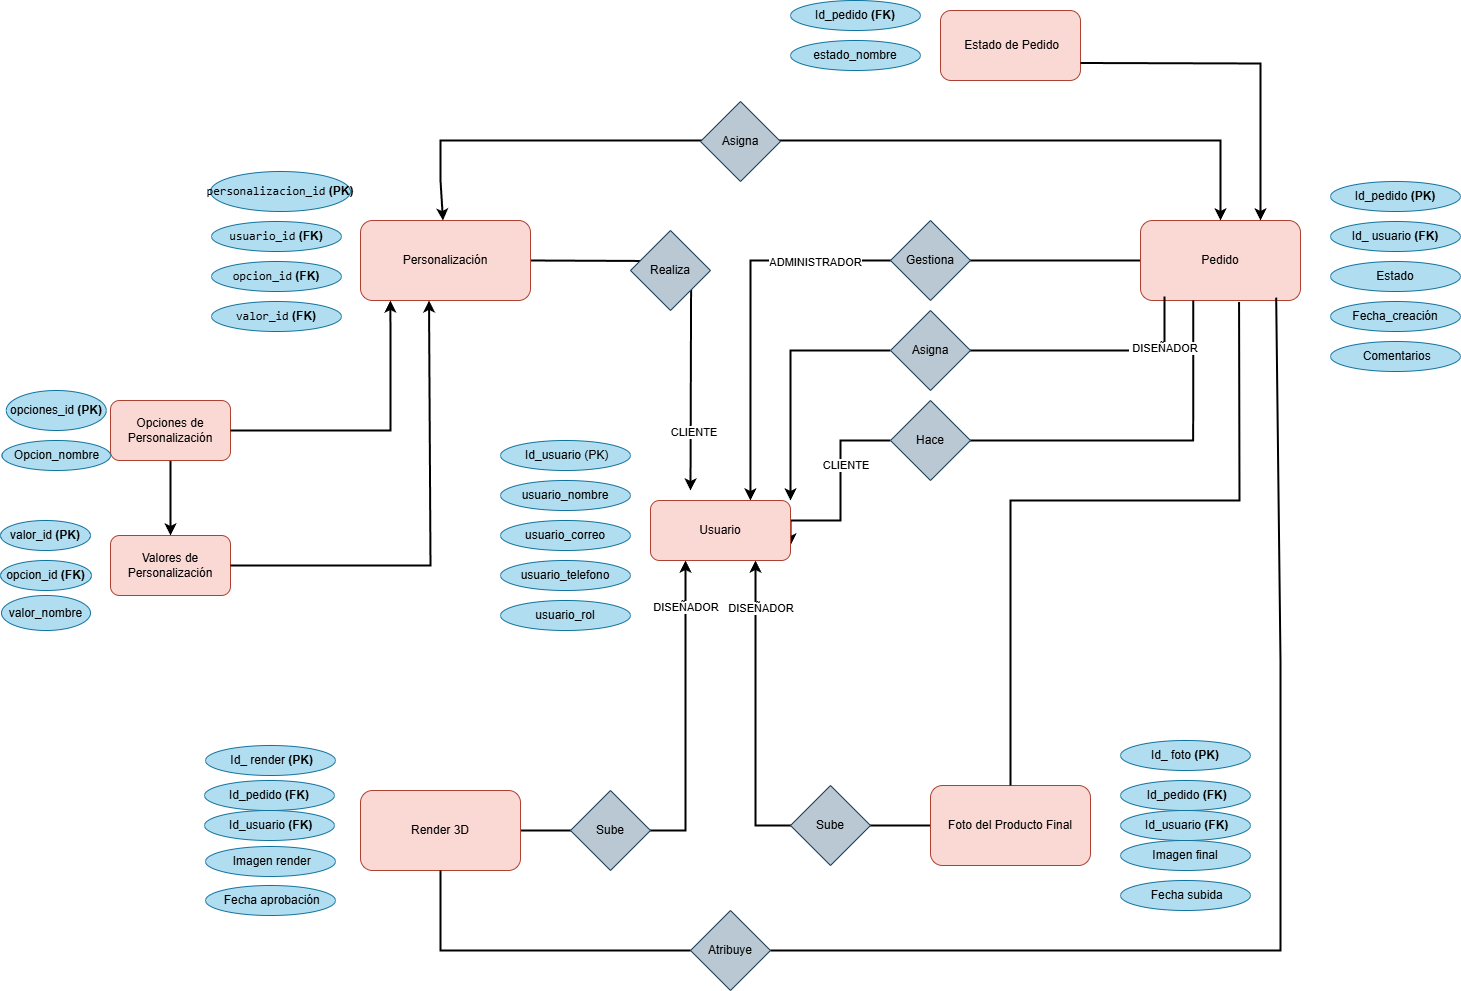 Id_pedido (FK)
estado_nombre
Estado de Pedido
Asigna
personalizacion_id (PK)
usuario_id (FK)
opcion_id (FK)
valor_id (FK)
Personalización
Realiza
ADMINISTRADOR
Gestiona
Pedido
Id_pedido (PK)
Id_ usuario (FK)
Estado
Fecha_creación
Comentarios
Asigna
DISEÑADOR
Hace
CLIENTE
CLIENTE
opciones_id (PK)
Opcion_nombre
Opciones de
Personalización
valor_id (PK)
opcion_id (FK)
valor_nombre
Valores de
Personalización
Id_usuario (PK)
usuario_nombre
usuario_correo
usuario_telefono
usuario_rol
Usuario
DISEÑADOR
DISEÑADOR
Id_ render (PK)
Id_pedido (FK)
Id_usuario (FK)
Imagen render
Fecha aprobación
Render 3D
Sube
Sube
Foto del Producto Final
Id_ foto (PK)
Id_pedido (FK)
Id_usuario (FK)
Imagen final
Fecha subida
Atribuye